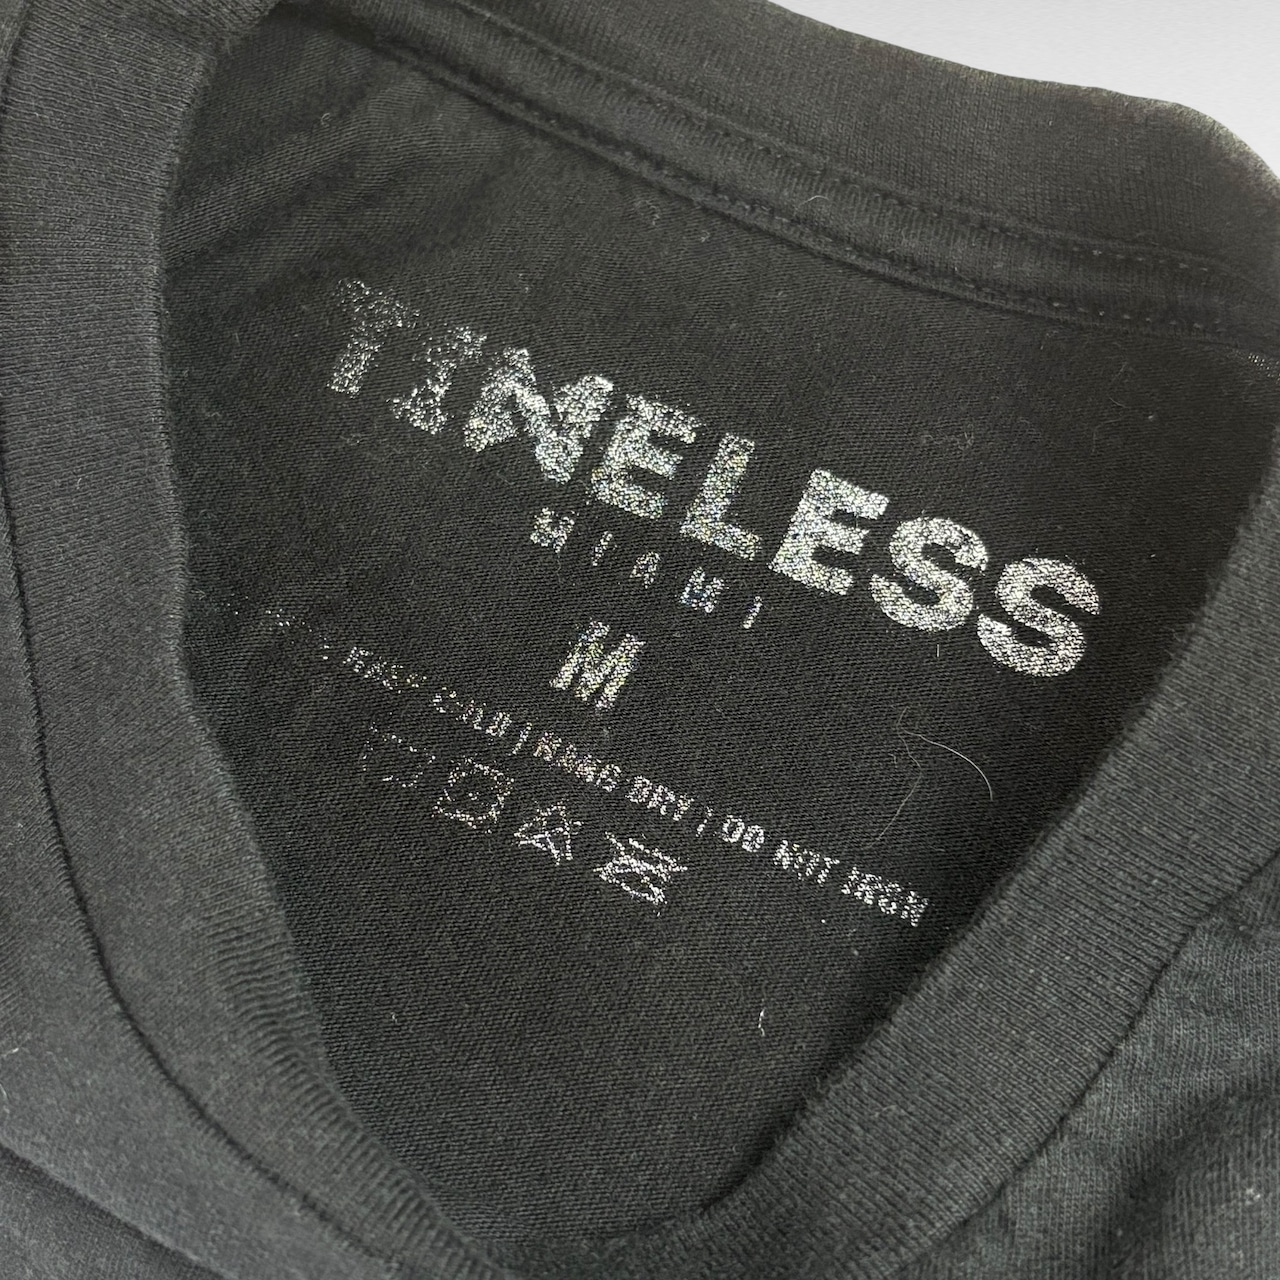 TIMELESS
MIAMI
M
WASH COLD | HANG DRY | DO NOT IRON